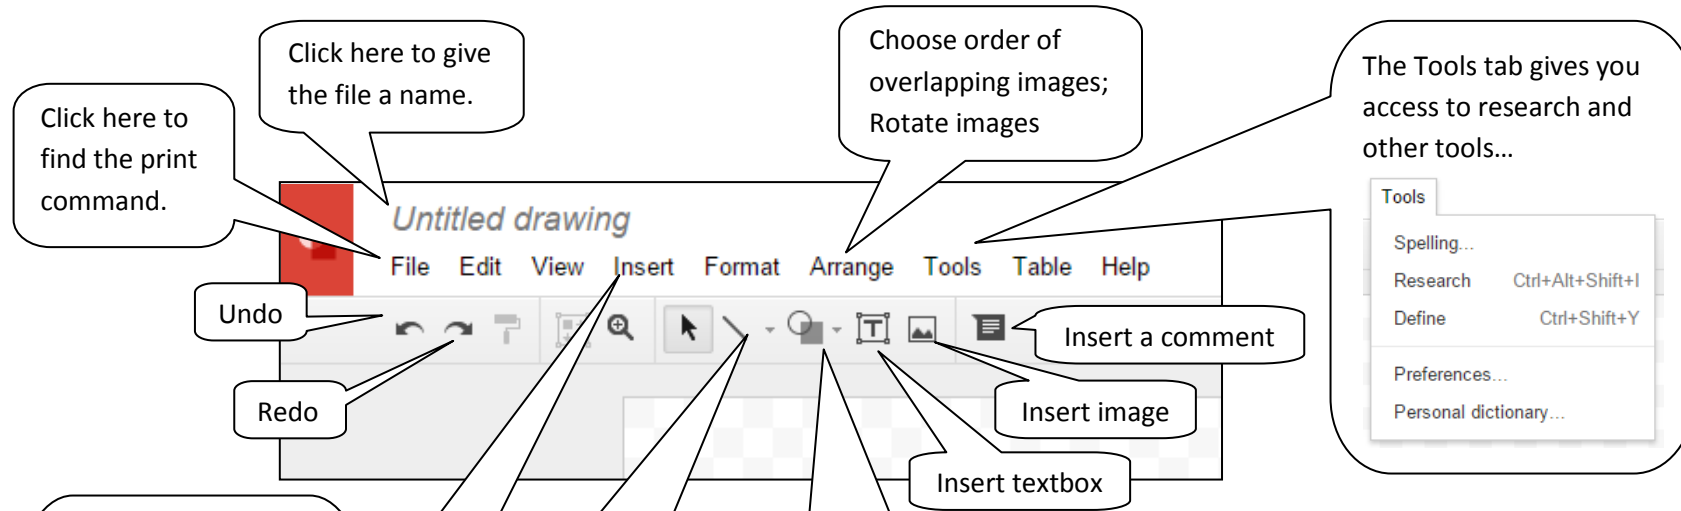 Click here to give
the file a name.
Choose order of
overlapping images;
Rotate images
The Tools tab gives you
access to research and
other tools…
Click here to
find the print
command.
Untitled drawing
File Edit View Insert Format Arrange Tools Table Help
Undo
Redo
Insert a comment
Insert image
Insert textbox
Tools
Spelling...
Research Ctrl+Alt+Shift+I
Define Ctrl+Shift+Y
Preferences...
Personal dictionary...